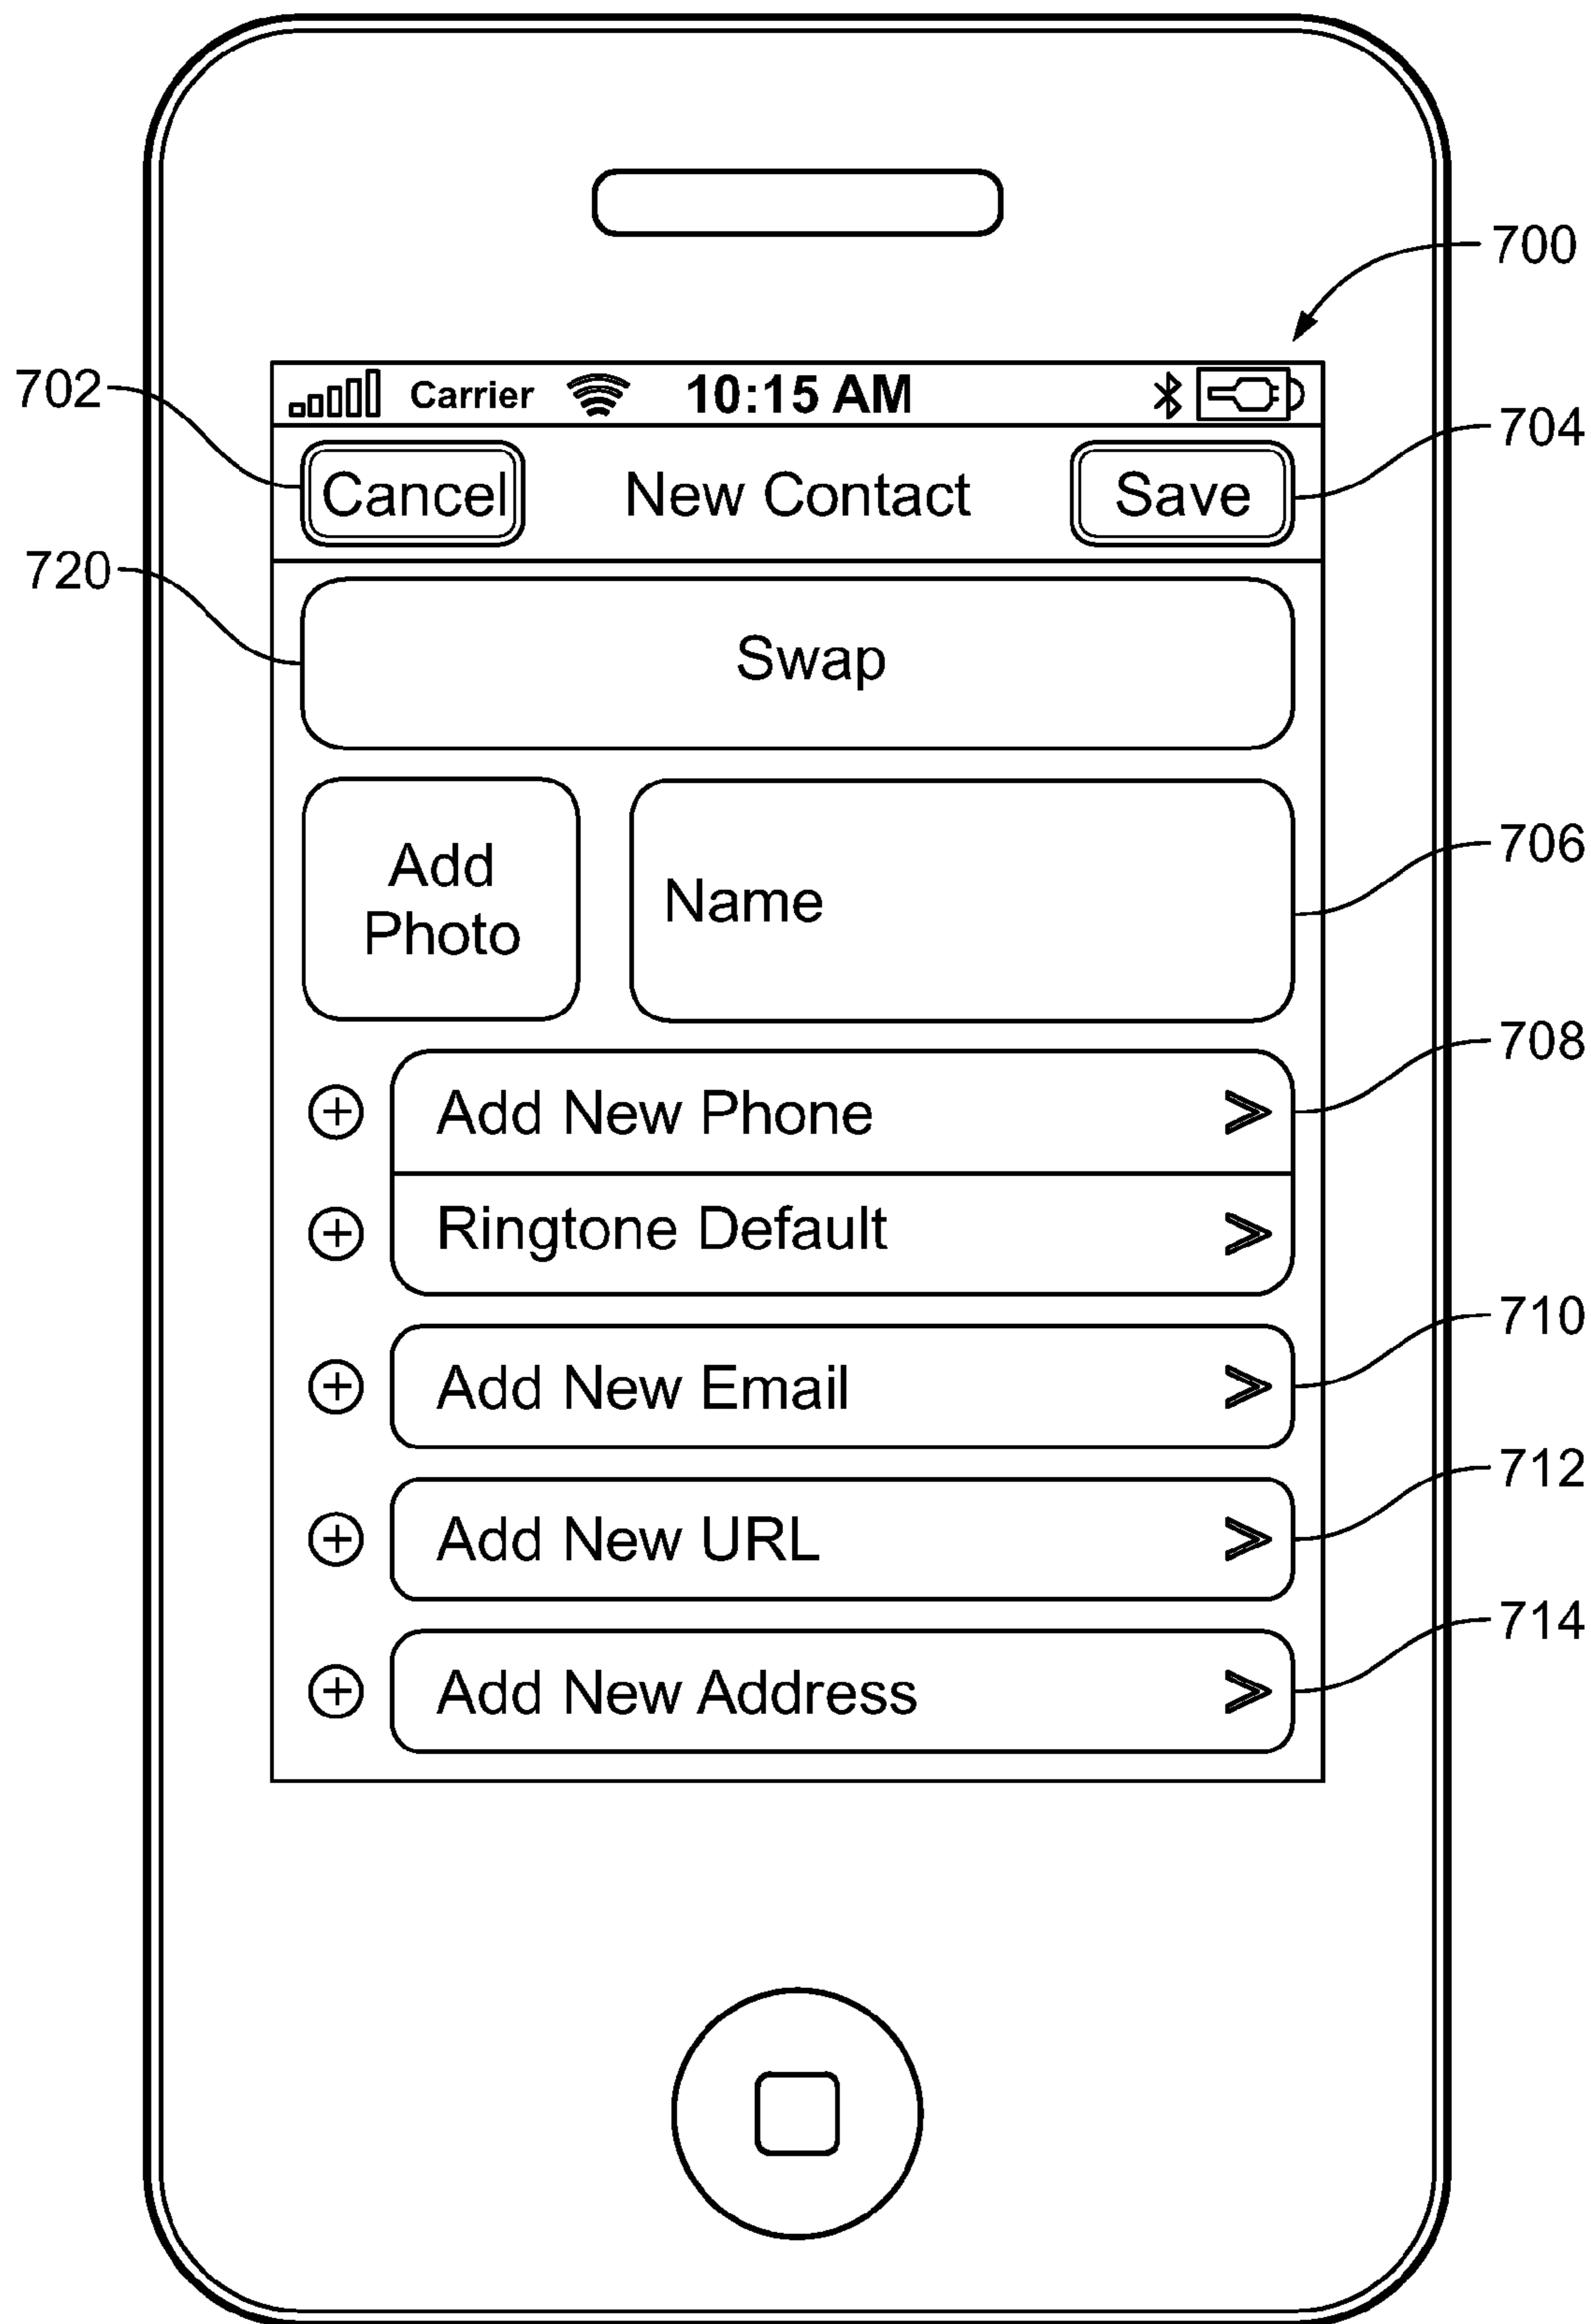 700
702
Carrier 10:15 AM
704
Cancel New Contact Save
720
Swap
Add
Photo
Name
706
708
Add New Phone >
Ringtone Default >
710
Add New Email >
712
Add New URL >
714
Add New Address >